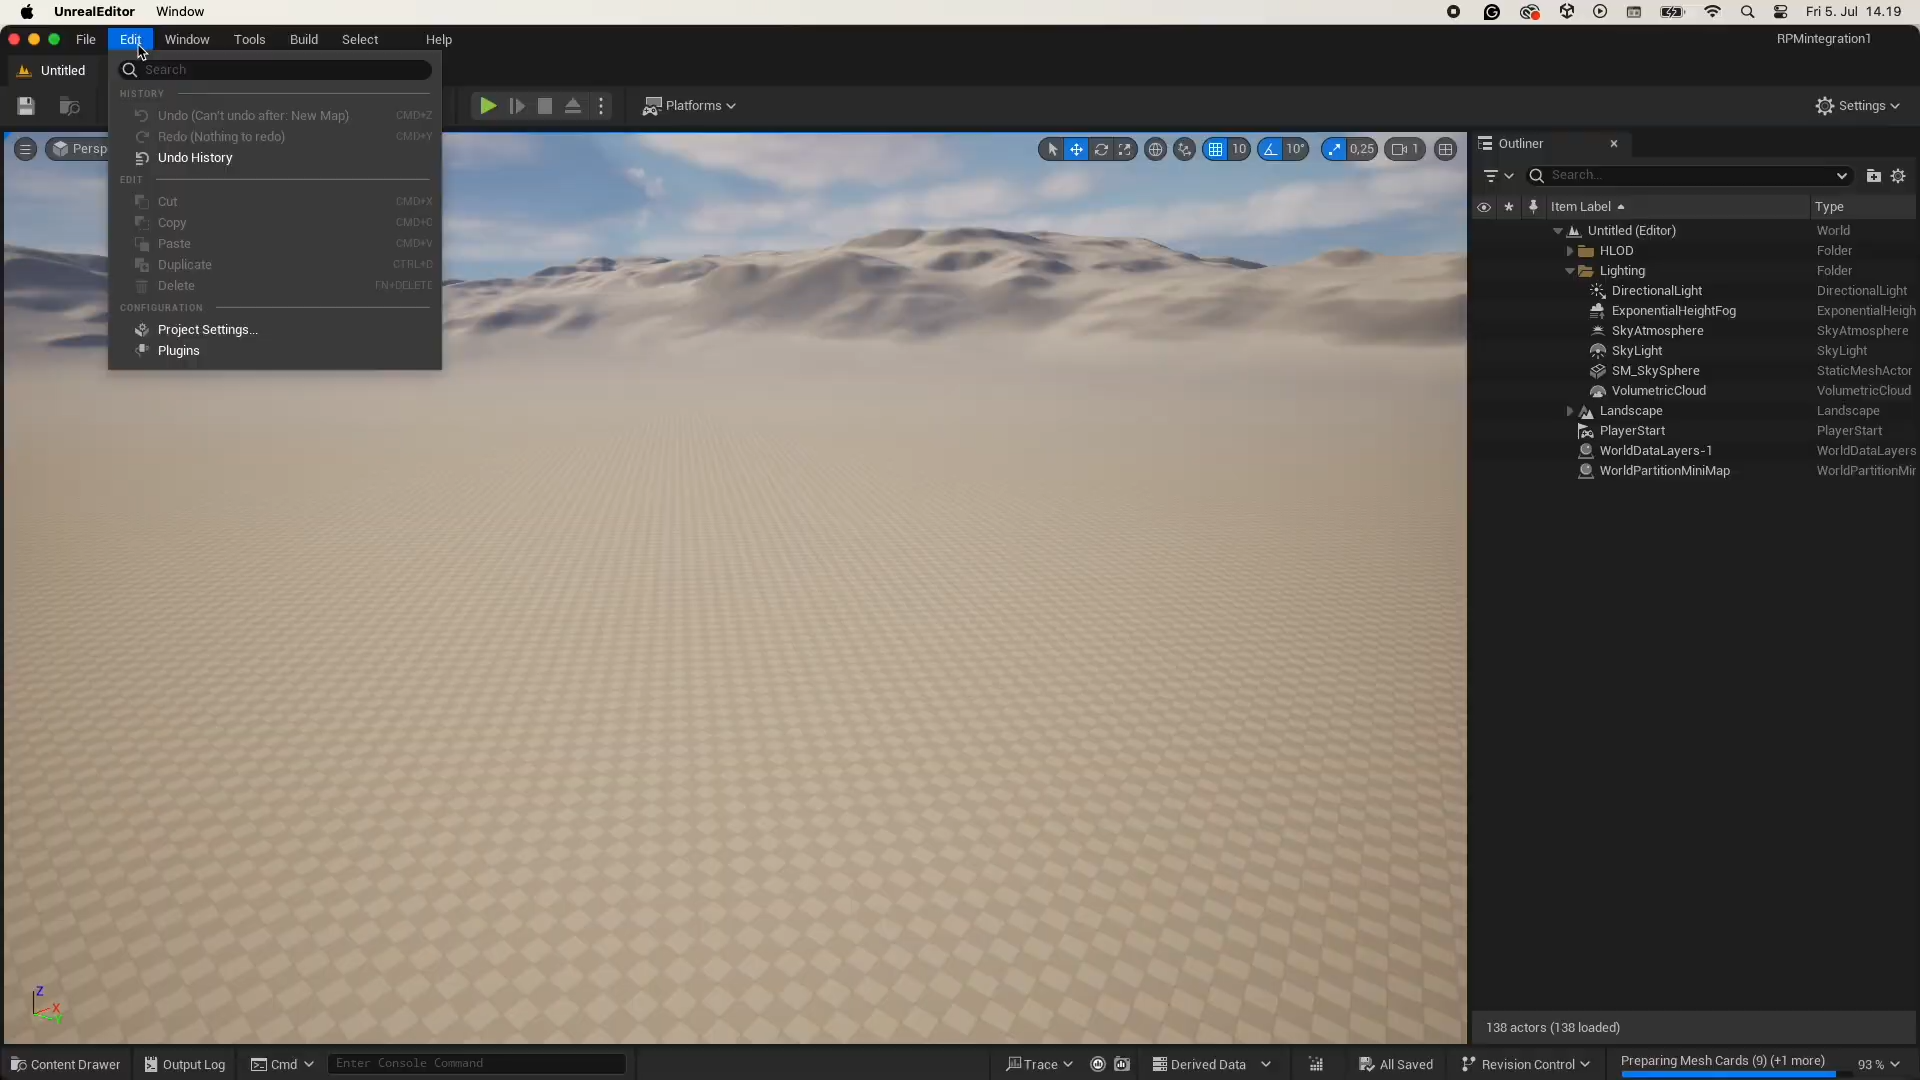 UnrealEditor Window Fri 5. Jul 14.19
File Edit Window Tools Build Select Help RPMintegration1
Untitled
Search
HISTORY
Undo (Can't undo after: New Map) CMD+Z
Redo (Nothing to redo) CMD+Y
Undo History
EDIT
Cut CMD+X
Copy CMD+C
Paste CMD+V
Duplicate CTRL+D
Delete FN+DELETE
CONFIGURATION
Project Settings...
Plugins
Platforms
Settings
Persp
10 10° 0,25 1
Outliner
Search...
Item Label Type
Untitled (Editor) World
HLOD Folder
Lighting Folder
DirectionalLight DirectionalLight
ExponentialHeightFog ExponentialHeigh
SkyAtmosphere SkyAtmosphere
SkyLight SkyLight
SM_SkySphere StaticMeshActor
VolumetricCloud VolumetricCloud
Landscape Landscape
PlayerStart PlayerStart
WorldDataLayers-1 WorldDataLayers
WorldPartitionMiniMap WorldPartitionMir
Z
X
Y
138 actors (138 loaded)
Content Drawer Output Log Cmd Enter Console Command Trace Derived Data All Saved Revision Control Preparing Mesh Cards (9) (+1 more) 93 %